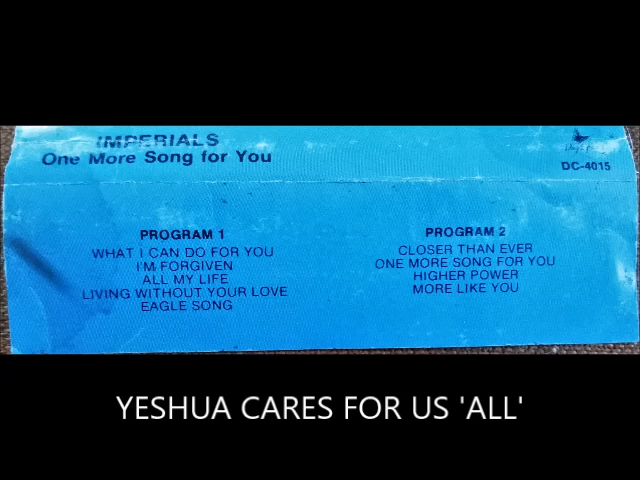 IMPERIALS
One More Song for You
DC-4015
PROGRAM 1
WHAT I CAN DO FOR YOU
I'M FORGIVEN
ALL MY LIFE
LIVING WITHOUT YOUR LOVE
EAGLE SONG
PROGRAM 2
CLOSER THAN EVER
ONE MORE SONG FOR YOU
HIGHER POWER
MORE LIKE YOU
YESHUA CARES FOR US 'ALL'